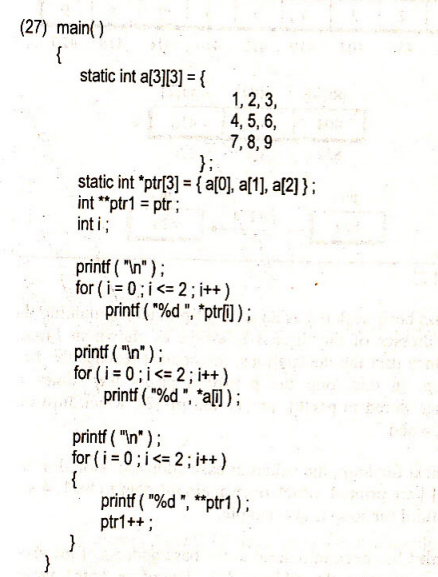 (27) main( )
{
static int a[3][3] = {
1, 2, 3,
4, 5, 6,
7, 8, 9
};
static int *ptr[3] = { a[0], a[1], a[2] } ;
int **ptr1 = ptr ;
int i ;
printf ( "\n" ) ;
for ( i = 0 ; i <= 2 ; i++ )
printf ( "%d ", *ptr[i] ) ;
printf ( "\n" ) ;
for ( i = 0 ; i <= 2 ; i++ )
printf ( "%d ", *a[i] ) ;
printf ( "\n" ) ;
for ( i = 0 ; i <= 2 ; i++ )
{
printf ( "%d ", **ptr1 ) ;
ptr1++ ;
}
}